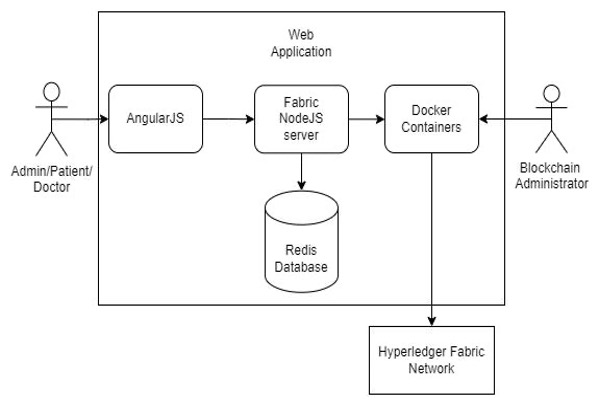 Web
Application
AngularJS
Fabric
NodeJS
server
Docker
Containers
Admin/Patient/
Doctor
Blockchain
Administrator
Redis
Database
Hyperledger Fabric
Network